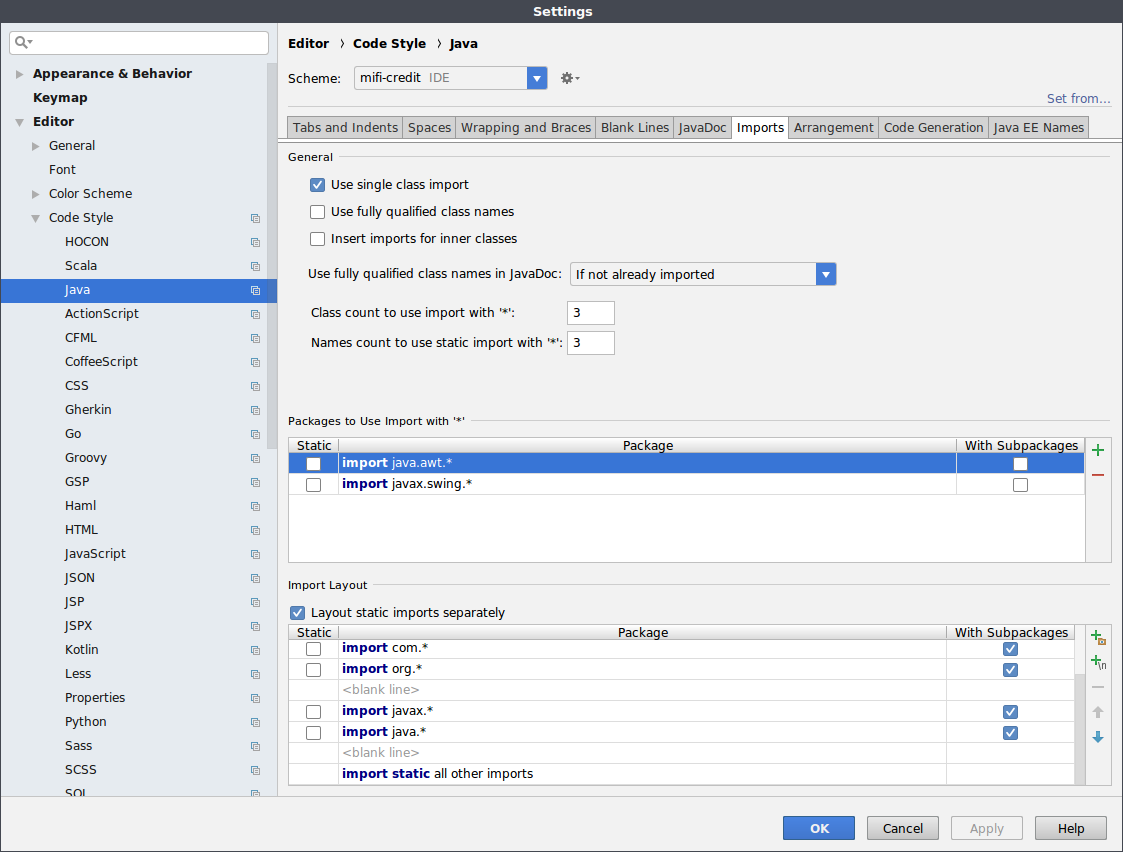 Settings
Appearance & Behavior
Keymap
Editor
General
Font
Color Scheme
Code Style
HOCON
Scala
Java
ActionScript
CFML
CoffeeScript
CSS
Gherkin
Go
Groovy
GSP
Haml
HTML
JavaScript
JSON
JSP
JSPX
Kotlin
Less
Properties
Python
Sass
SCSS
SQL
Editor › Code Style › Java
Scheme: mifi-credit IDE
Set from...
Tabs and Indents Spaces Wrapping and Braces Blank Lines JavaDoc Imports Arrangement Code Generation Java EE Names
General
Use single class import
Use fully qualified class names
Insert imports for inner classes
Use fully qualified class names in JavaDoc: If not already imported
Class count to use import with '*': 3
Names count to use static import with '*': 3
Packages to Use Import with '*'
Static Package With Subpackages
import java.awt.*
import javax.swing.*
Import Layout
Layout static imports separately
Static Package With Subpackages
import com.*
import org.*
<blank line>
import javax.*
import java.*
<blank line>
import static all other imports
\n
OK Cancel Apply Help